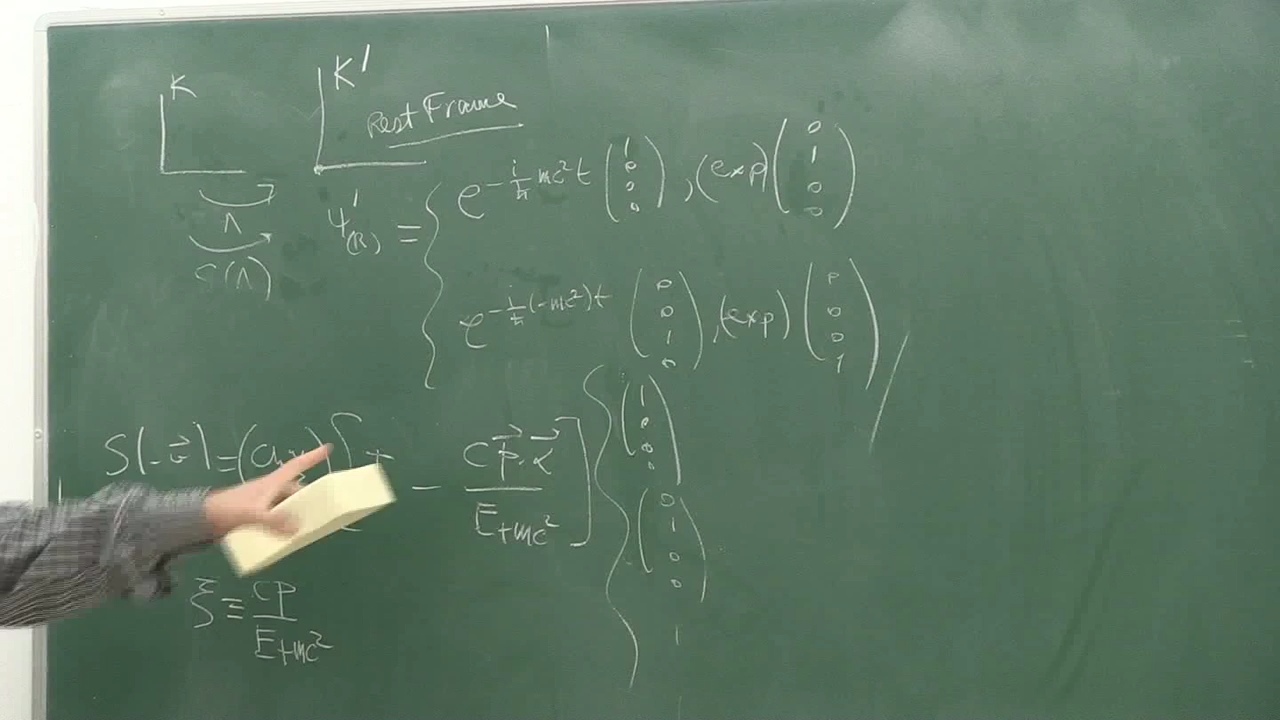 K K′
Rest Frame
Λ
S(Λ)
ψ′(R) = { e^{-i/ħ mc² t} (1 0 0 0) , (exp) (0 1 0 0)
e^{-i/ħ (-mc²) t} (0 0 1 0) , (exp) (0 0 0 1)
S(-v⃗) = [ - cp⃗·α⃗ / E+mc² ] { (1 0 0 0)
(0 1 0 0)
1
ξ ≡ cp / E+mc²